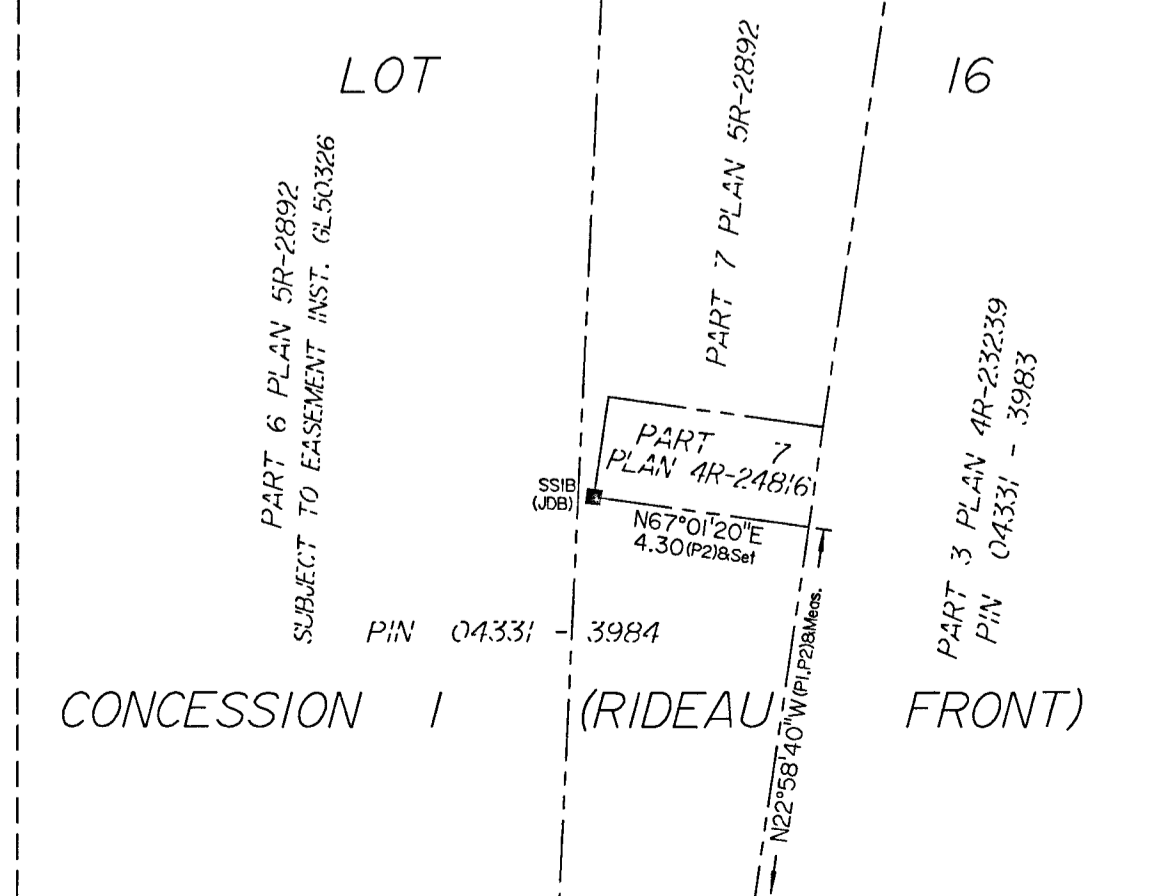 LOT 16
PART 6 PLAN 5R-2892
SUBJECT TO EASEMENT INST. GL50326
PART 7 PLAN 5R-2892
PART 3 PLAN 4R-23239
PIN 04331 - 3983
PART 7
PLAN 4R-24816
SSIB
(JDB)
N67°01'20"E
4.30(P2)&Set
N22°58'40"W(P1,P2)&Meas.
PIN 04331 - 3984
CONCESSION I (RIDEAU FRONT)